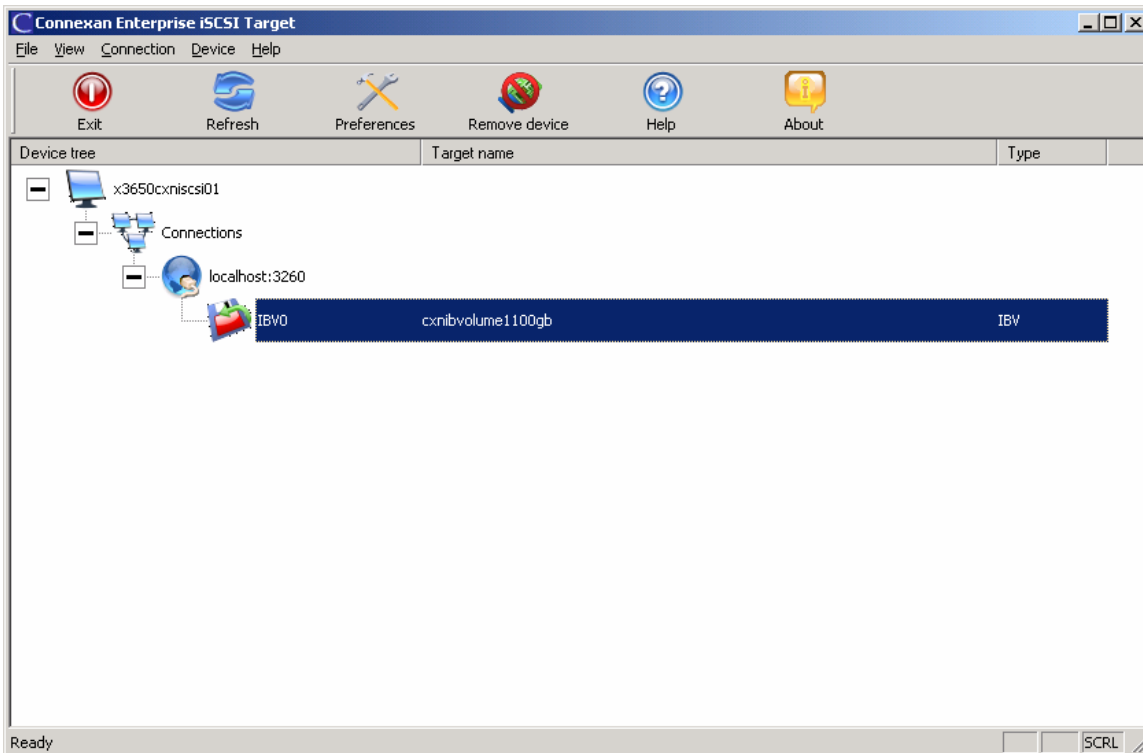 Connexan Enterprise iSCSI Target
File View Connection Device Help
Exit Refresh Preferences Remove device Help About
Device tree Target name Type
x3650cxniscsi01
Connections
localhost:3260
IBV0 cxnibvolume1100gb IBV
Ready SCRL